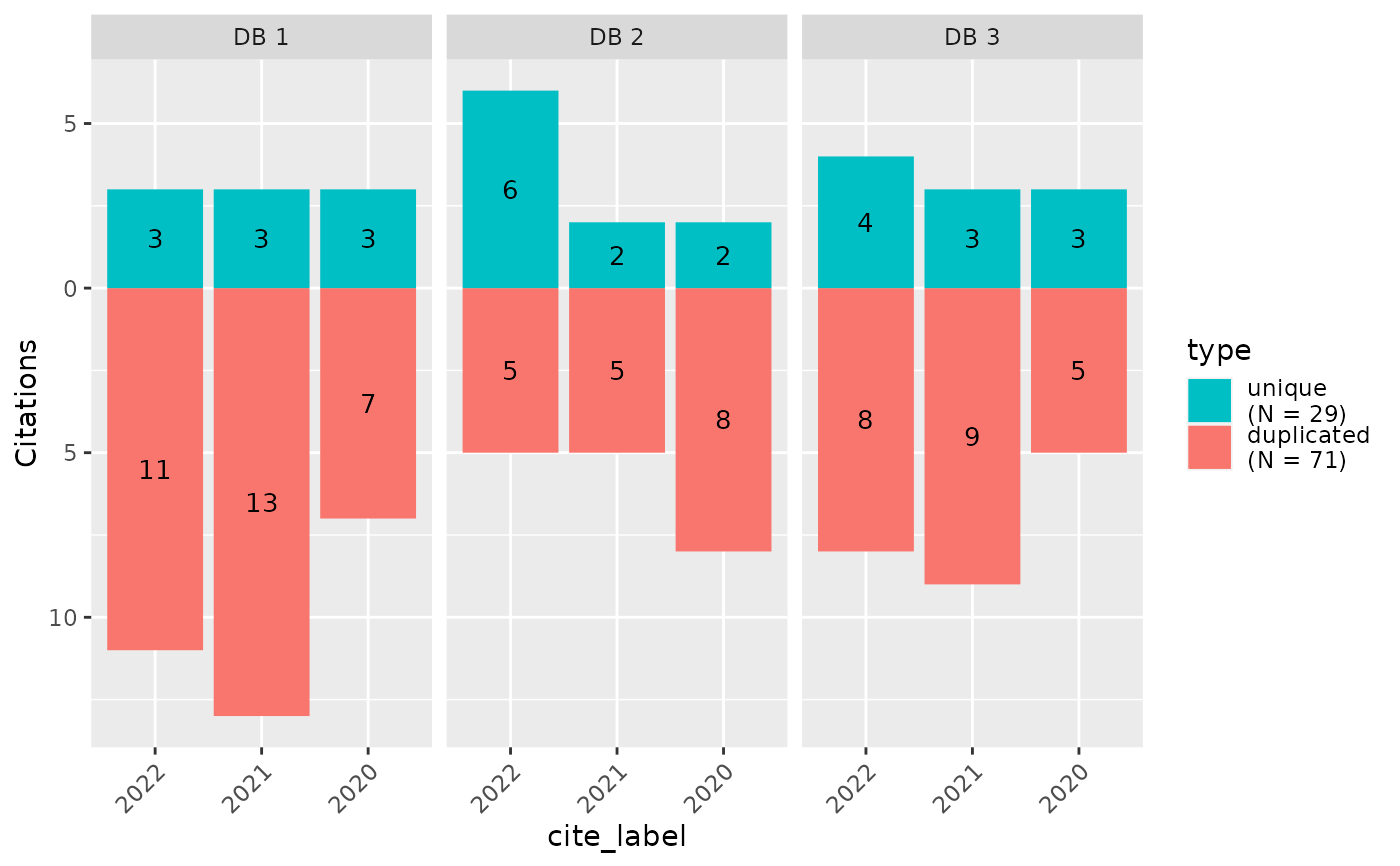 DB 1 DB 2 DB 3
5
0
5
10
Citations
3 3 3
11 13 7
6 2 2
5 5 8
4 3 3
8 9 5
2022 2021 2020 2022 2021 2020 2022 2021 2020
cite_label
type
unique
(N = 29)
duplicated
(N = 71)